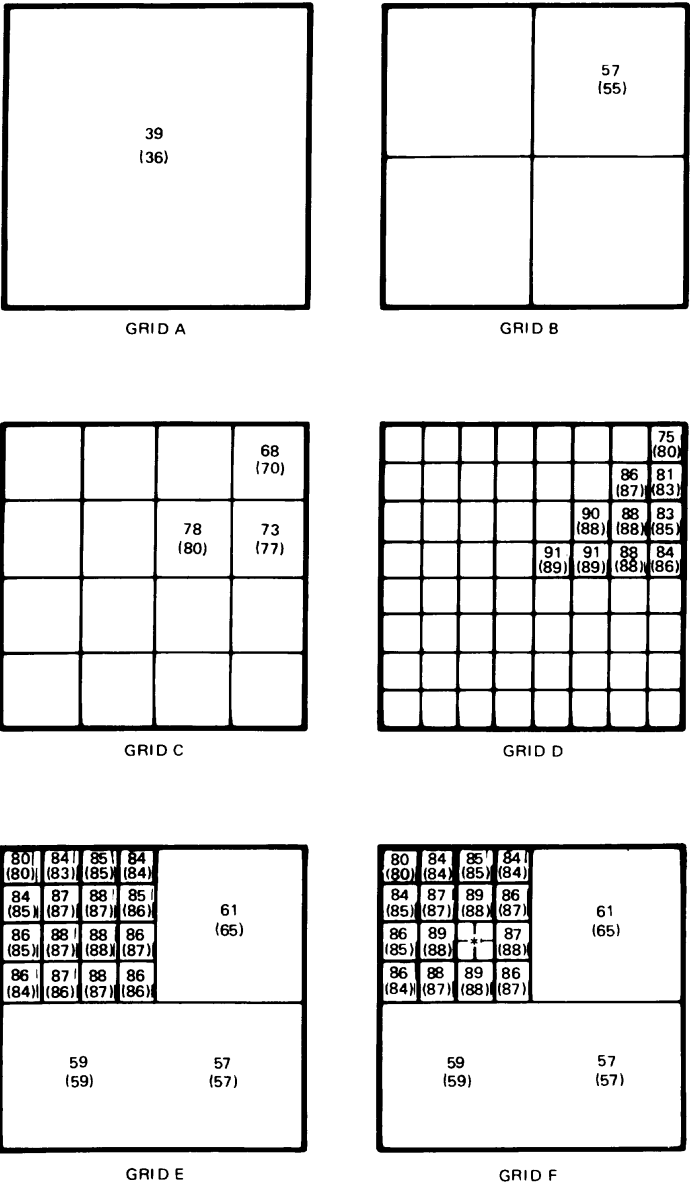 39
(36)
57
(55)
GRID A
GRID B
68
(70)
78 73
(80) (77)
75
(80)
86 81
(87) (83)
90 88 83
(88) (88) (85)
91 91 88 84
(89) (89) (88) (86)
GRID C
GRID D
80 84 85 84
(80) (83) (85) (84)
84 87 88 85
(85) (87) (87) (86)
61
(65)
86 88 88 86
(85) (87) (88) (87)
86 87 88 86
(84) (86) (87) (86)
59 57
(59) (57)
80 84 85 84
(80) (84) (85) (84)
84 87 89 86
(85) (87) (88) (87)
61
(65)
86 89 * 87
(85) (88) (88)
86 88 89 86
(84) (87) (88) (87)
59 57
(59) (57)
GRID E
GRID F